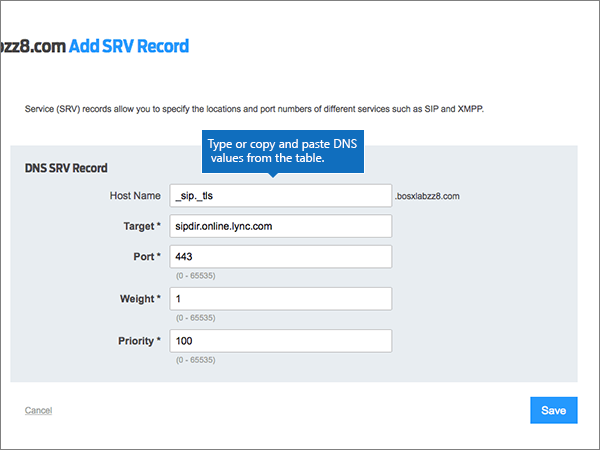 bzz8.com Add SRV Record
Service (SRV) records allow you to specify the locations and port numbers of different services such as SIP and XMPP.
Type or copy and paste DNS
values from the table.
DNS SRV Record
Host Name _sip._tls .bosxlabzz8.com
Target * sipdir.online.lync.com
Port * 443
(0 - 65535)
Weight * 1
(0 - 65535)
Priority * 100
(0 - 65535)
Cancel Save